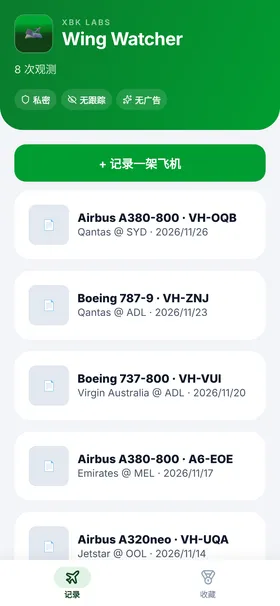 XBK LABS
Wing Watcher
8 次观测
私密
无跟踪
无广告
+ 记录一架飞机
Airbus A380-800 · VH-OQB
Qantas @ SYD · 2026/11/26
Boeing 787-9 · VH-ZNJ
Qantas @ ADL · 2026/11/23
Boeing 737-800 · VH-VUI
Virgin Australia @ ADL · 2026/11/20
Airbus A380-800 · A6-EOE
Emirates @ MEL · 2026/11/17
Airbus A320neo · VH-UQA
Jetstar @ OOL · 2026/11/14
记录
收藏